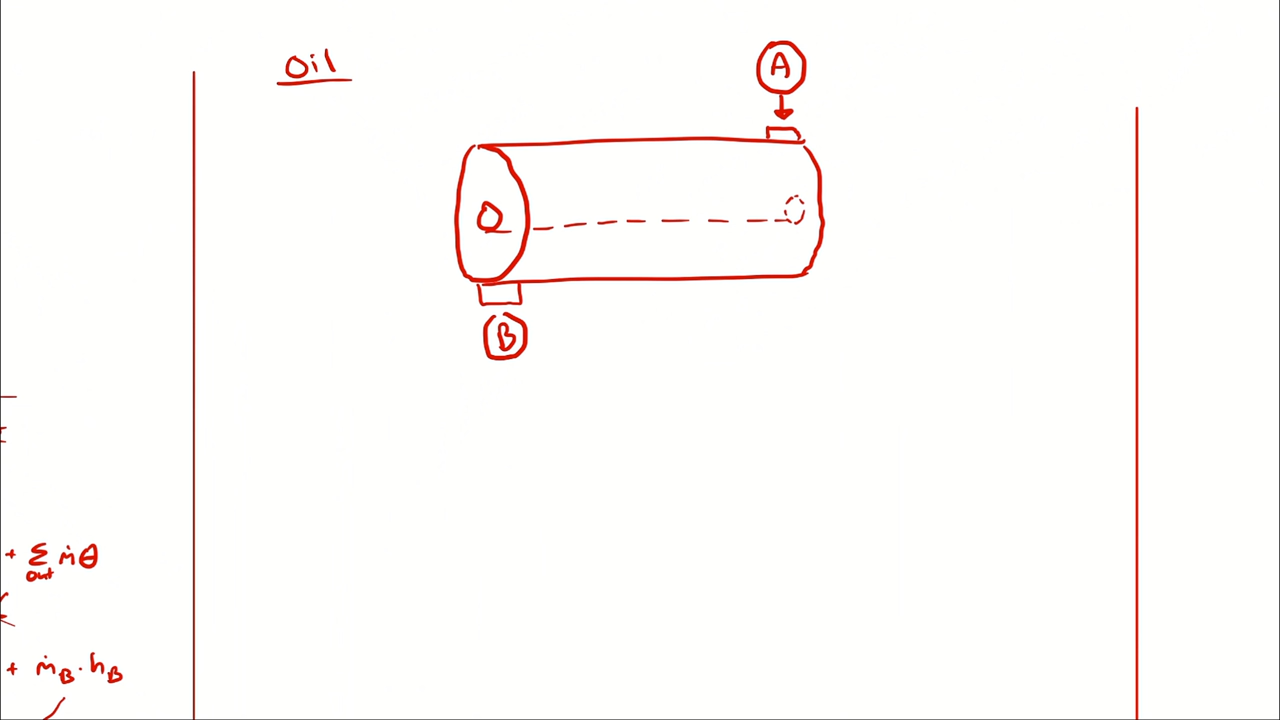 Oil
A
B
+ Σ ṁθ
out
+ ṁB · hB